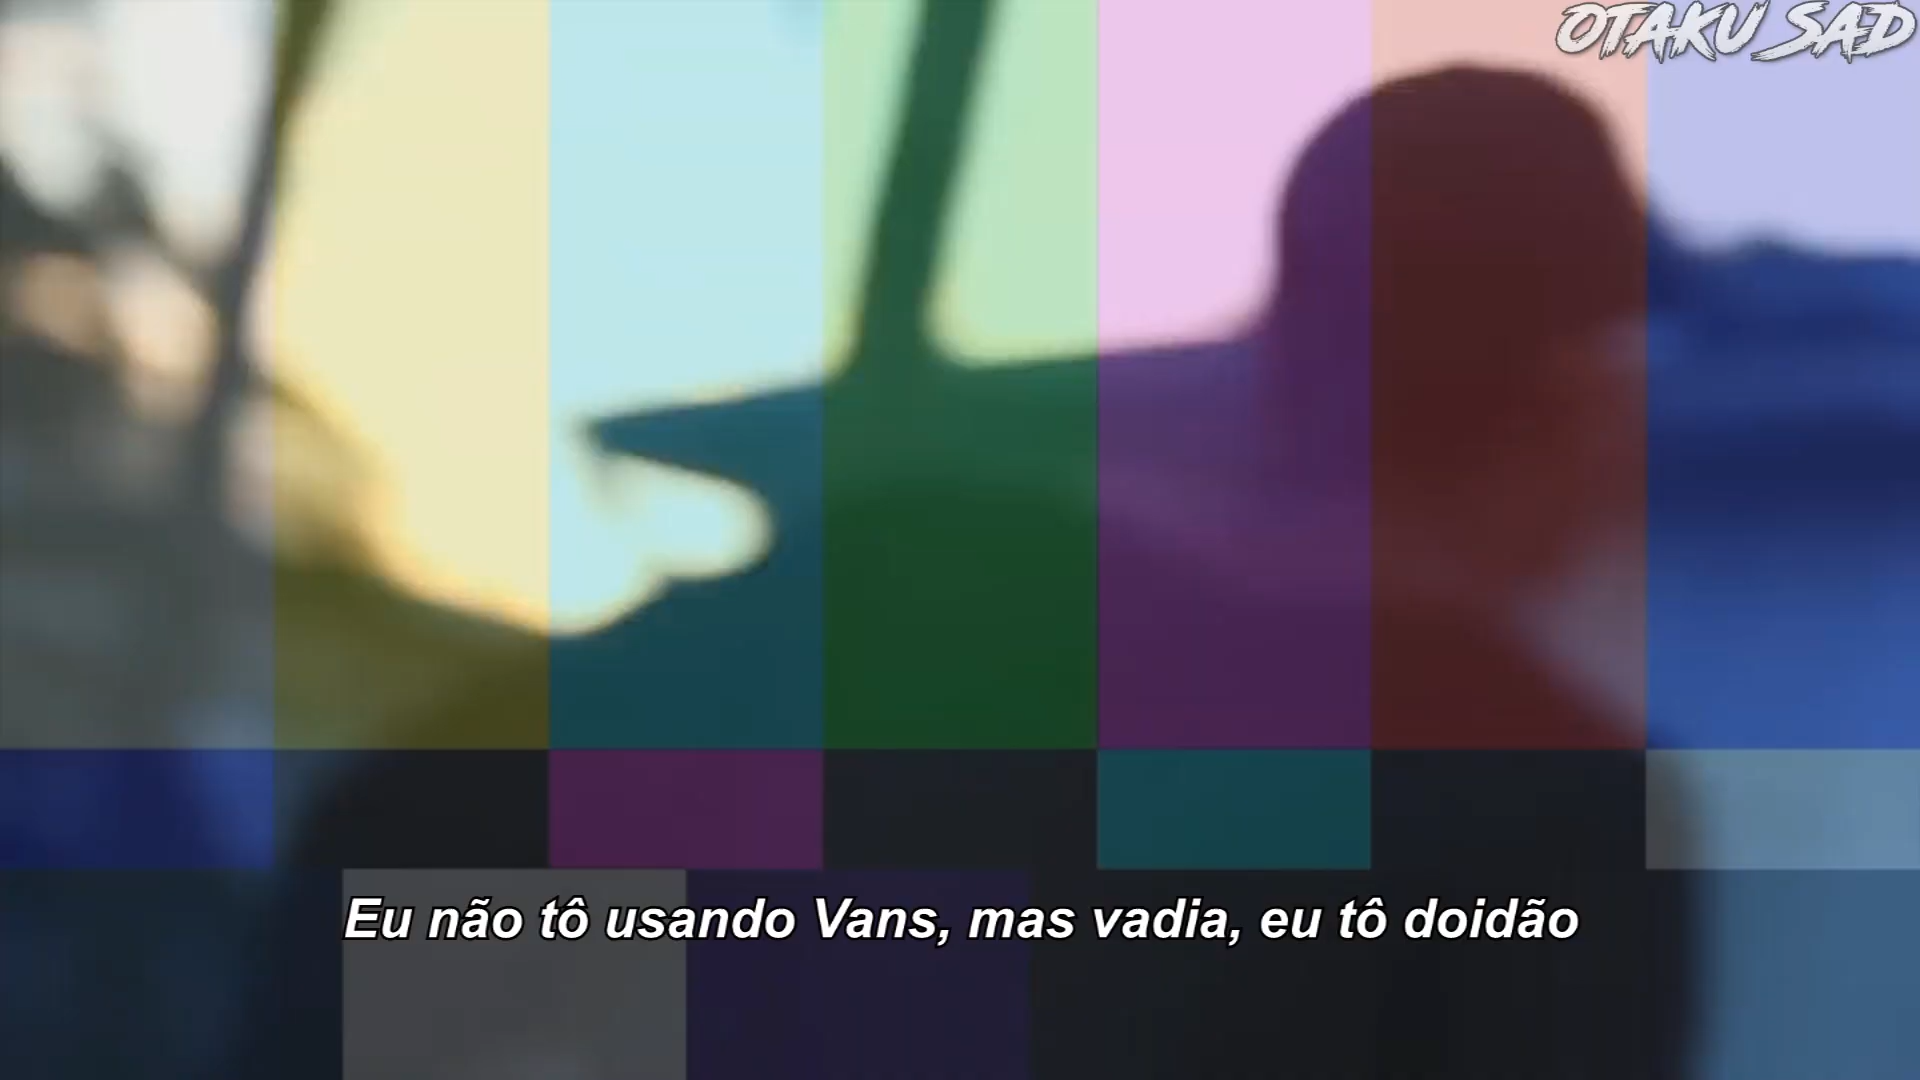 OTAKU SAD
Eu não tô usando Vans, mas vadia, eu tô doidão